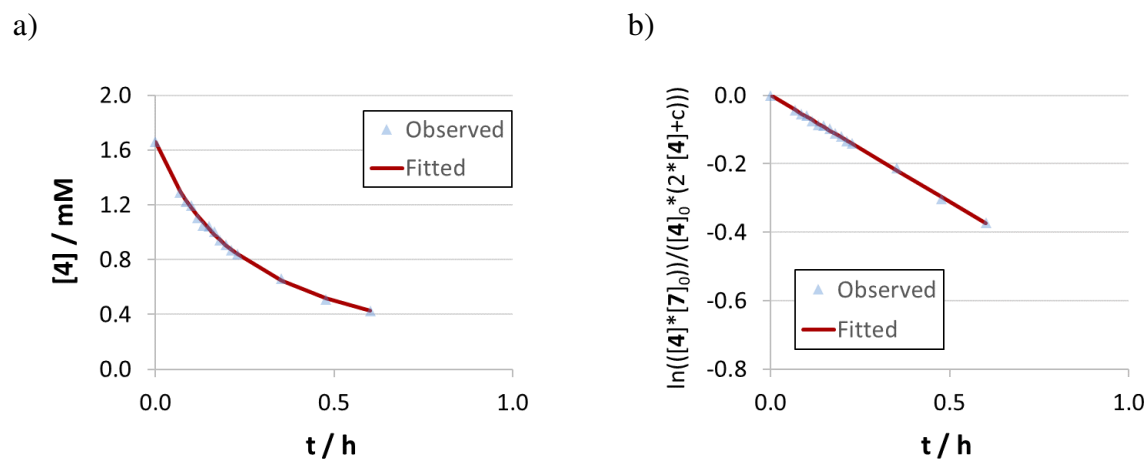 a)
2.0
1.6
1.2
0.8
0.4
0.0
[4] / mM
Observed
Fitted
0.0
0.5
1.0
t / h
b)
0.0
-0.2
-0.4
-0.6
-0.8
ln(([4]*[7]₀))/([4]₀*(2*[4]+c)))
Observed
Fitted
0.0
0.5
1.0
t / h